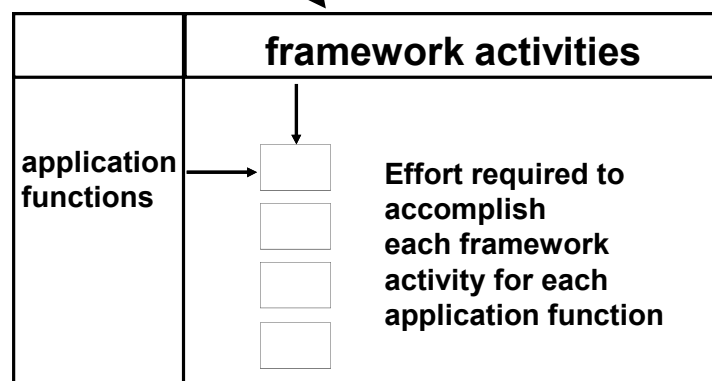 framework activities
application
functions
Effort required to
accomplish
each framework
activity for each
application function